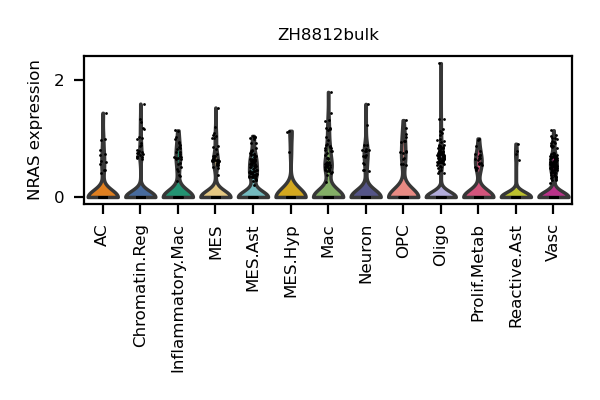 ZH8812bulk
NRAS expression
2
0
AC
Chromatin.Reg
Inflammatory.Mac
MES
MES.Ast
MES.Hyp
Mac
Neuron
OPC
Oligo
Prolif.Metab
Reactive.Ast
Vasc